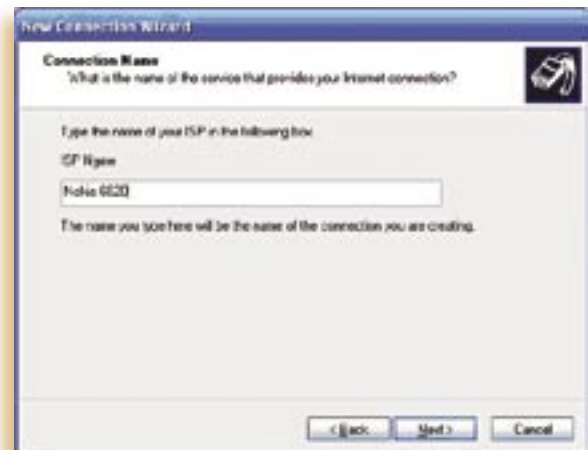 New Connection Wizard
Connection Name
What is the name of the service that provides your Internet connection?
Type the name of your ISP in the following box.
ISP Name
Nokia 6620
The name you type here will be the name of the connection you are creating.
< Back
Next >
Cancel